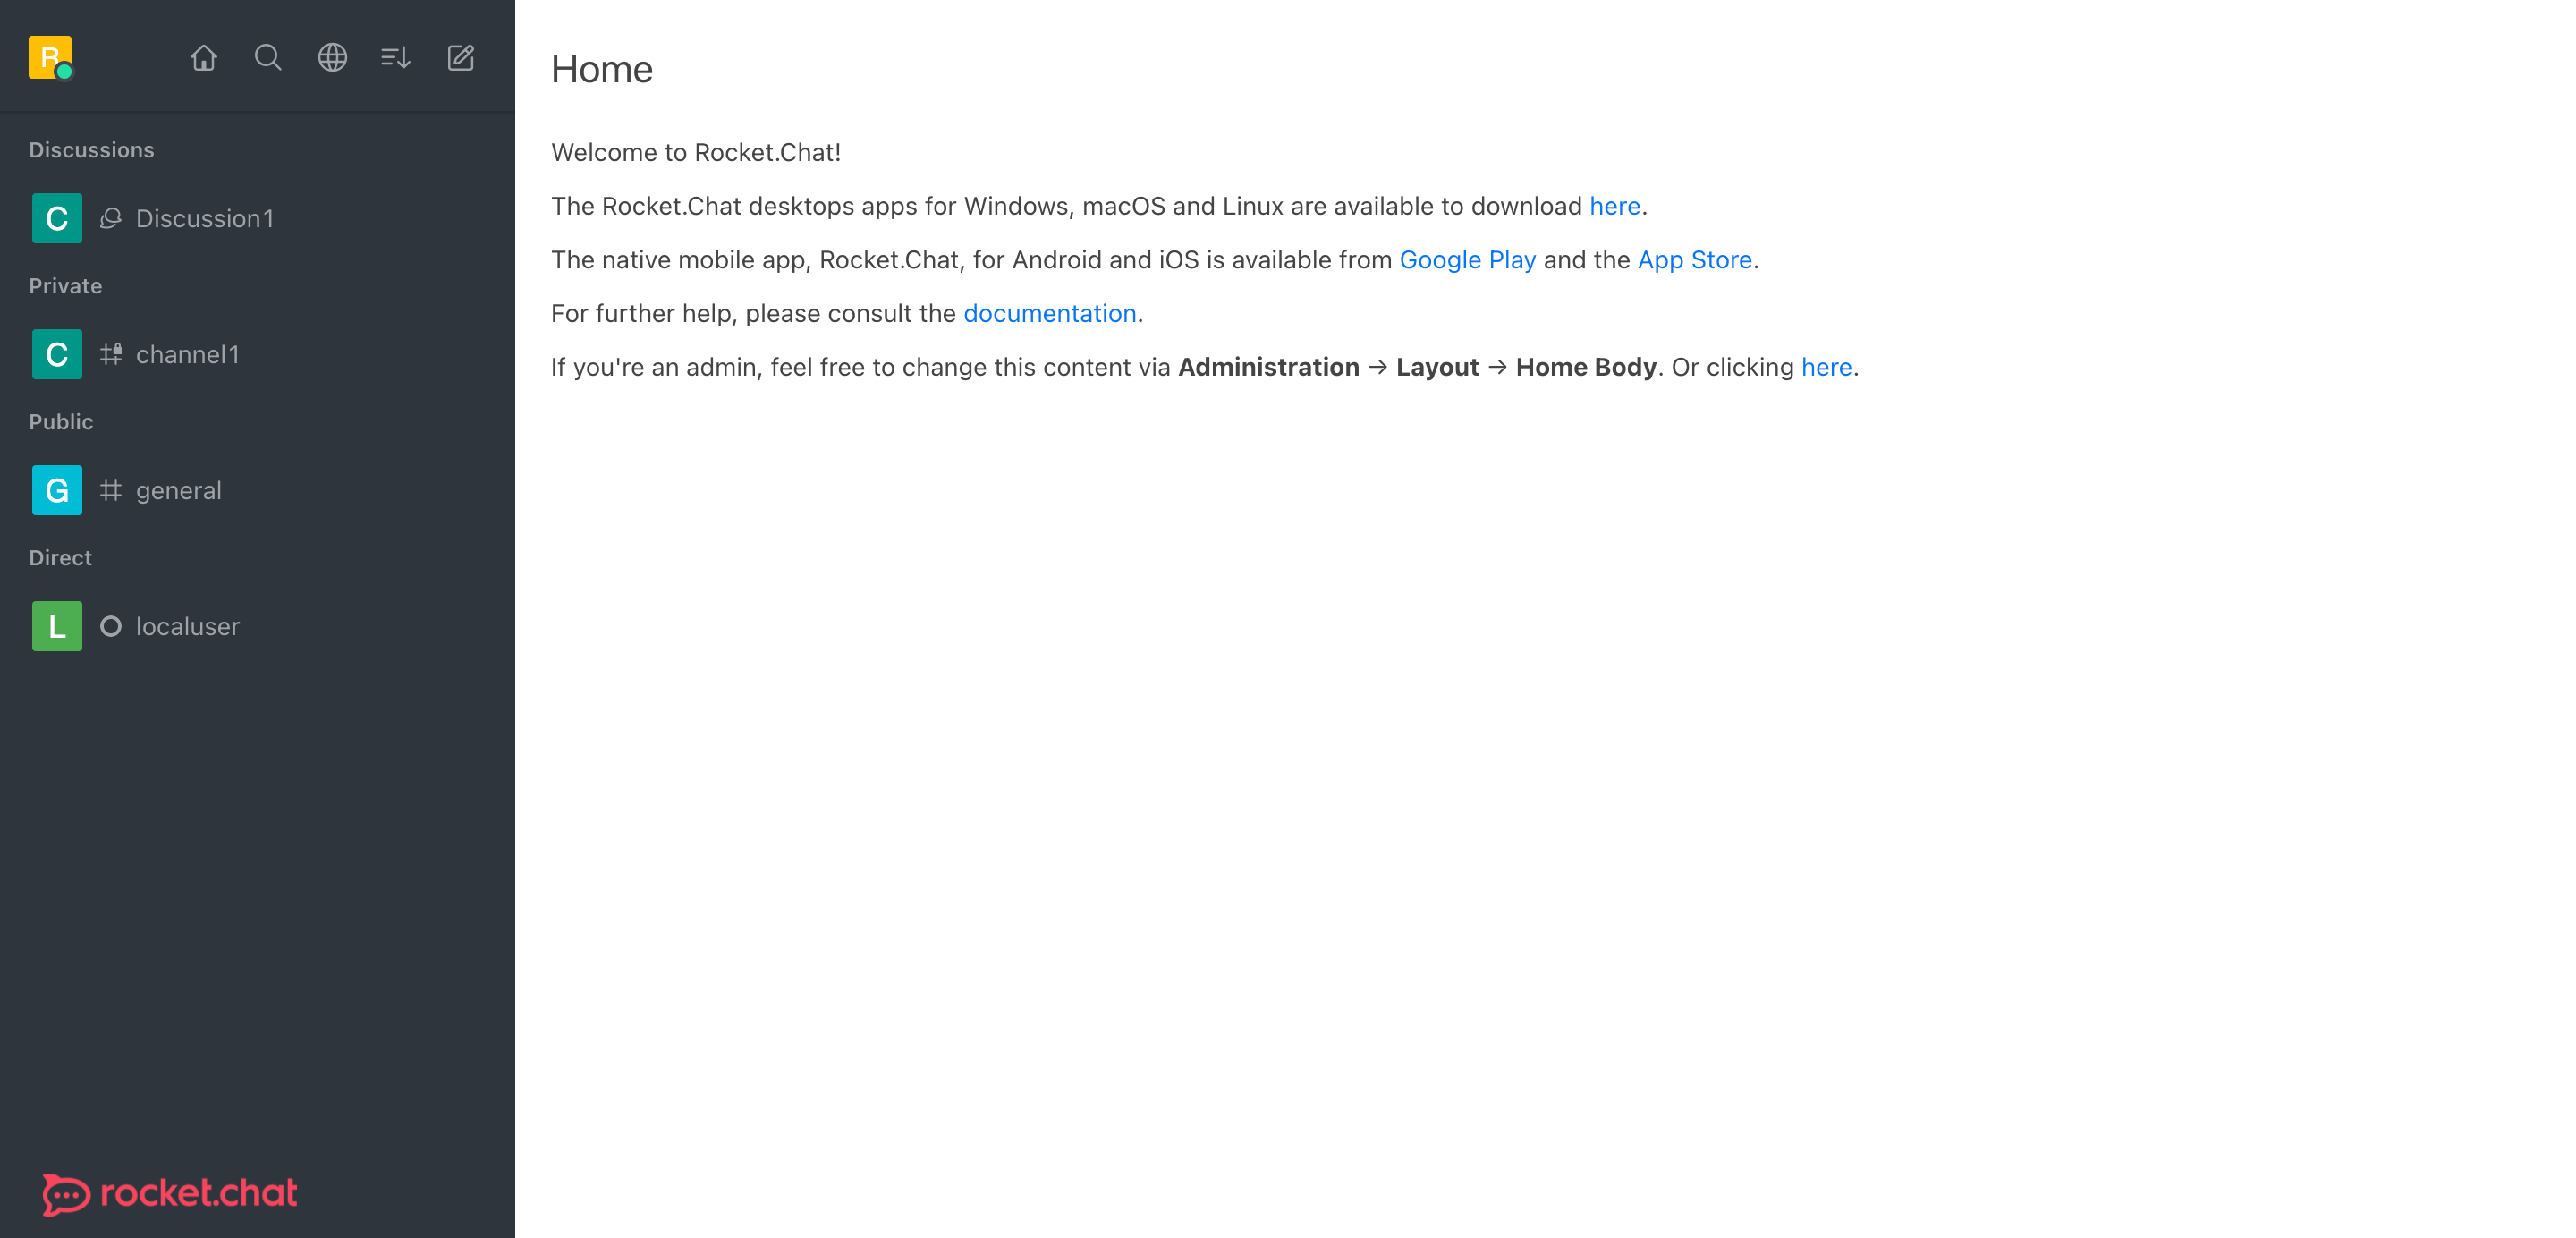 R
Discussions
C Discussion1
Private
C channel1
Public
G general
Direct
L localuser
rocket.chat
Home
Welcome to Rocket.Chat!
The Rocket.Chat desktops apps for Windows, macOS and Linux are available to download here.
The native mobile app, Rocket.Chat, for Android and iOS is available from Google Play and the App Store.
For further help, please consult the documentation.
If you're an admin, feel free to change this content via Administration → Layout → Home Body. Or clicking here.